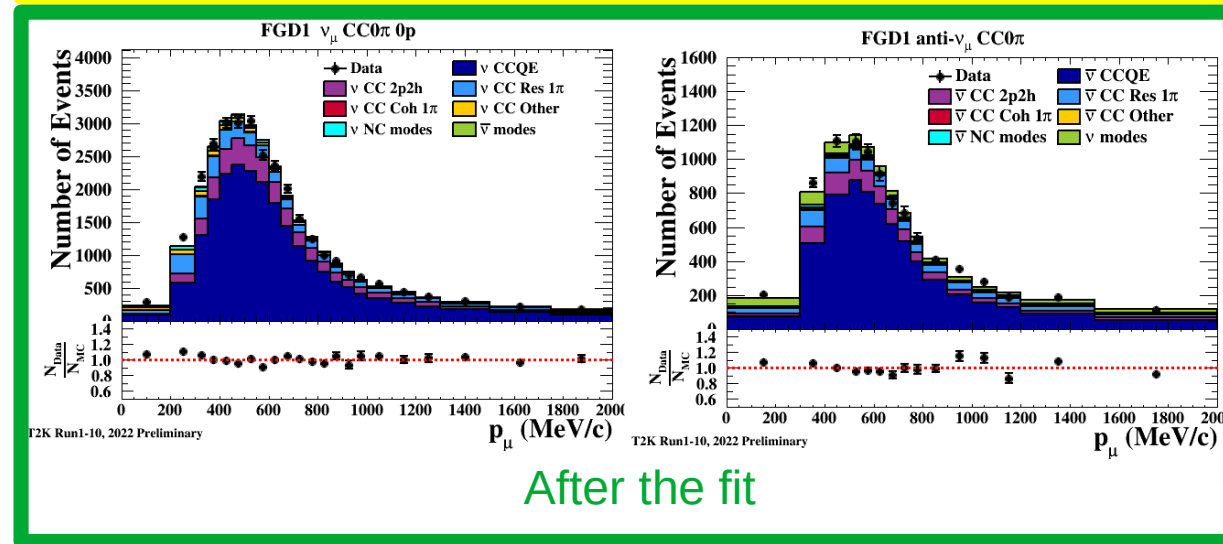 FGD1 νμ CC0π 0p
Number of Events
4000
3500
3000
2500
2000
1500
1000
500
0
Data
ν CCQE
ν CC 2p2h
ν CC Res 1π
ν CC Coh 1π
ν CC Other
ν NC modes
ν̅ modes
NData
NMC
1.4
1.2
1.0
0.8
0.6
0 200 400 600 800 1000 1200 1400 1600 1800 2000
T2K Run1-10, 2022 Preliminary
pμ (MeV/c)
FGD1 anti-νμ CC0π
Number of Events
1600
1400
1200
1000
800
600
400
200
0
Data
ν̅ CCQE
ν̅ CC 2p2h
ν̅ CC Res 1π
ν̅ CC Coh 1π
ν̅ CC Other
ν̅ NC modes
ν modes
NData
NMC
1.4
1.2
1.0
0.8
0.6
0 200 400 600 800 1000 1200 1400 1600 1800 200
T2K Run1-10, 2022 Preliminary
pμ (MeV/c)
After the fit